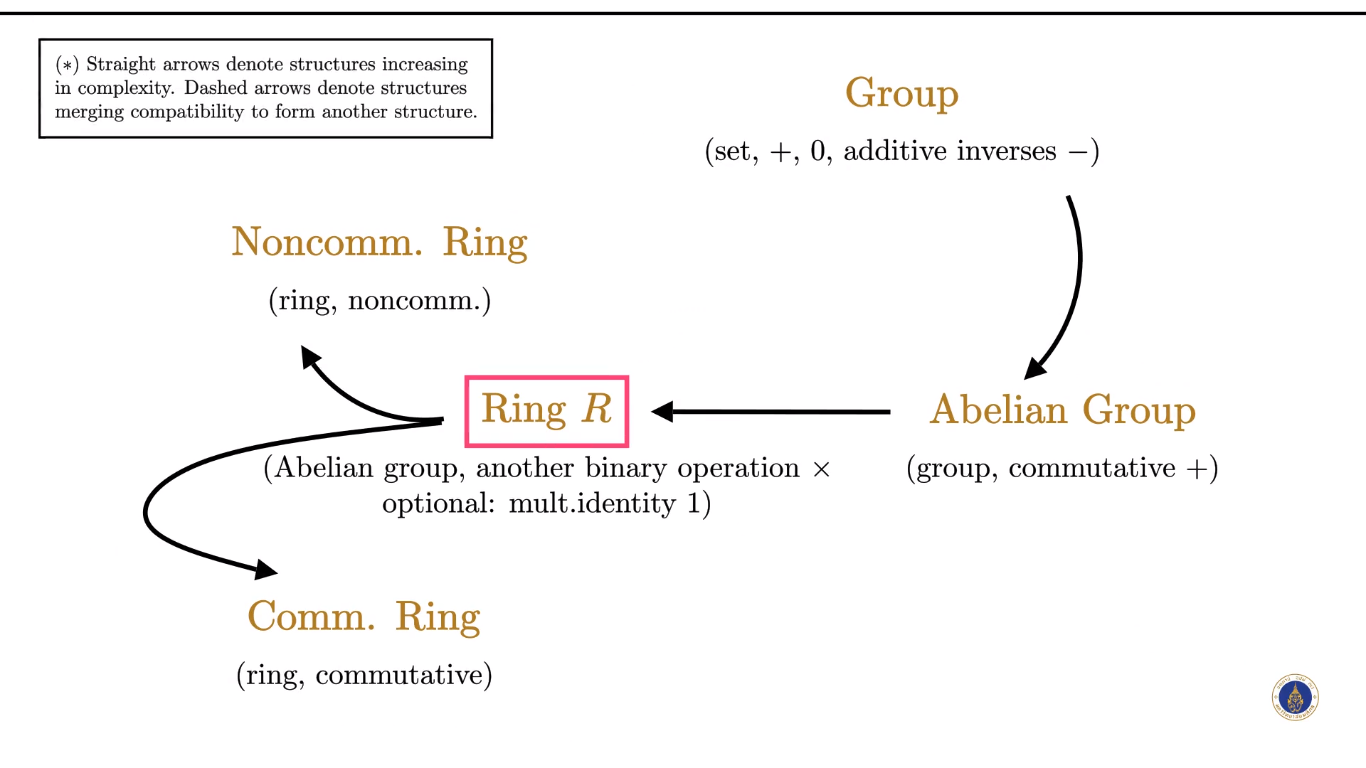 (∗) Straight arrows denote structures increasing
in complexity. Dashed arrows denote structures
merging compatibility to form another structure.
Group
(set, +, 0, additive inverses −)
Noncomm. Ring
(ring, noncomm.)
Ring R
(Abelian group, another binary operation ×
optional: mult.identity 1)
Abelian Group
(group, commutative +)
Comm. Ring
(ring, commutative)